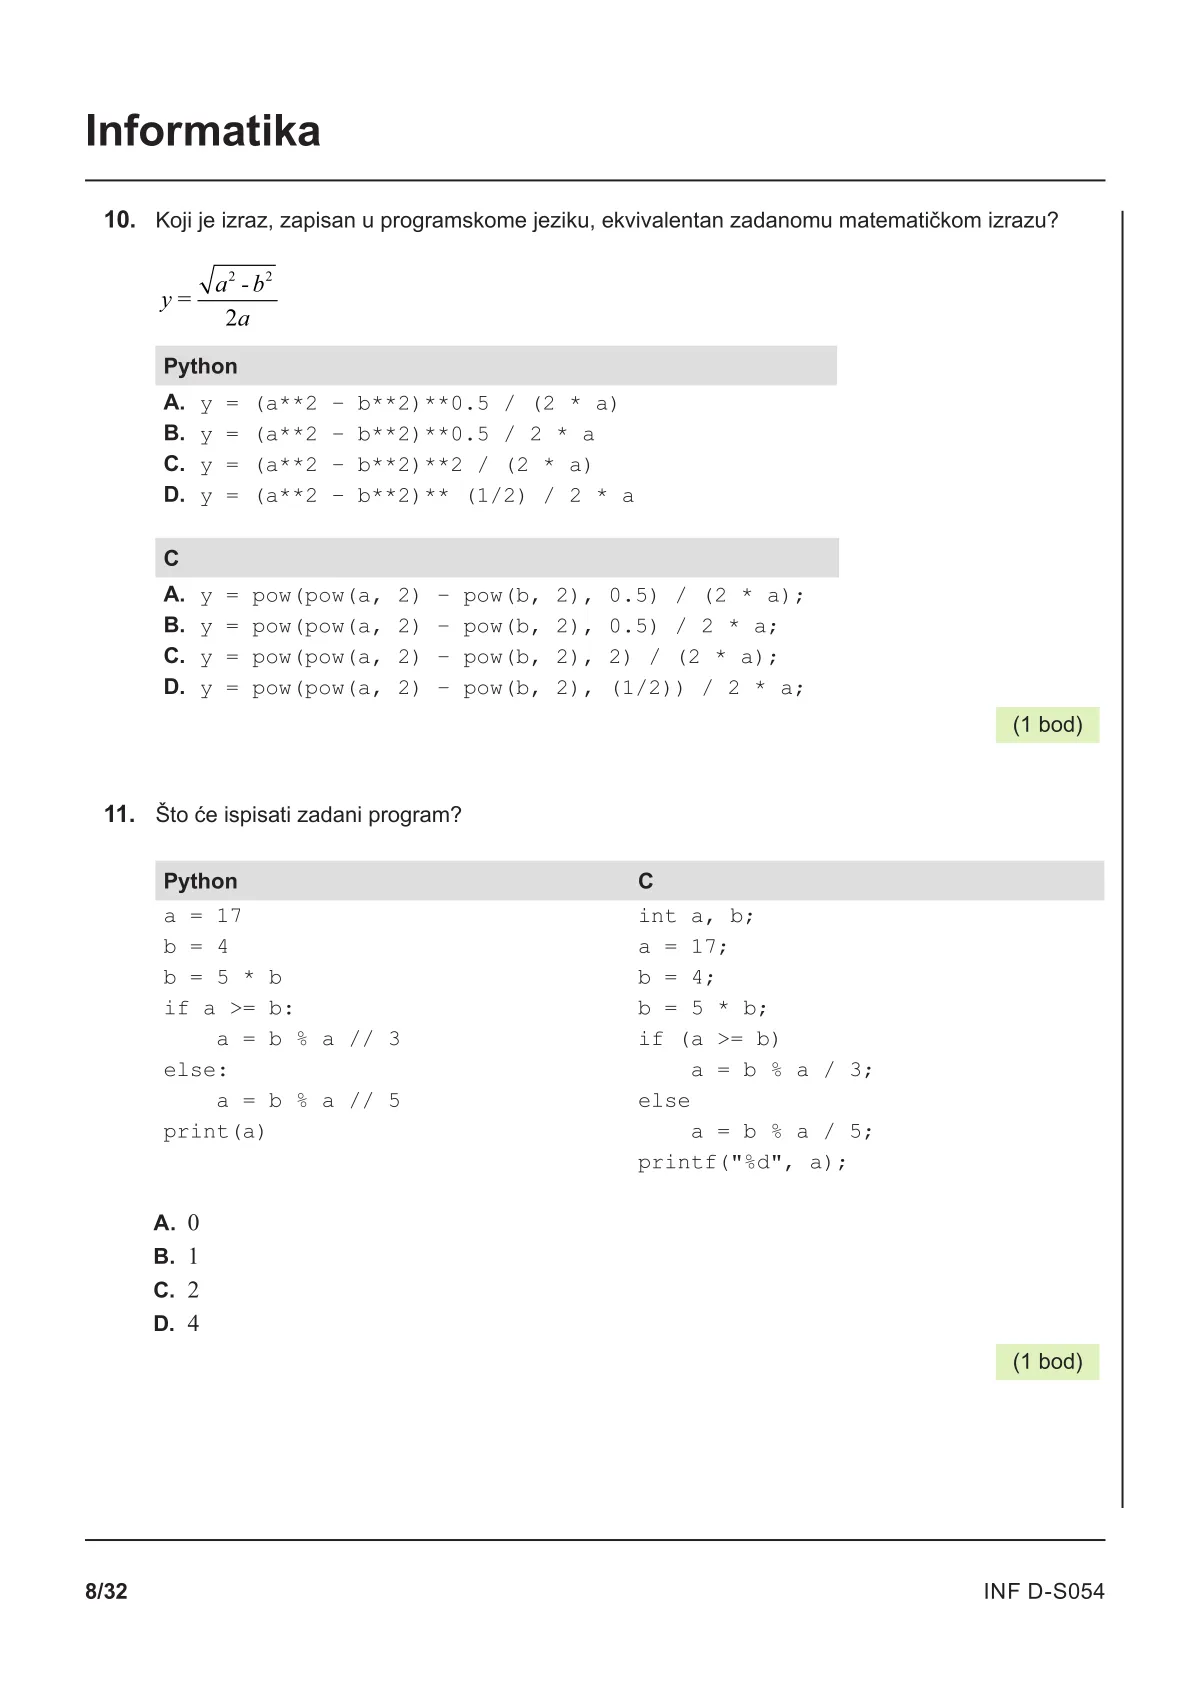 Informatika
10. Koji je izraz, zapisan u programskome jeziku, ekvivalentan zadanomu matematičkom izrazu?
y = √(a² - b²) / 2a
Python
A. y = (a**2 – b**2)**0.5 / (2 * a)
B. y = (a**2 – b**2)**0.5 / 2 * a
C. y = (a**2 – b**2)**2 / (2 * a)
D. y = (a**2 – b**2)** (1/2) / 2 * a
C
A. y = pow(pow(a, 2) – pow(b, 2), 0.5) / (2 * a);
B. y = pow(pow(a, 2) – pow(b, 2), 0.5) / 2 * a;
C. y = pow(pow(a, 2) – pow(b, 2), 2) / (2 * a);
D. y = pow(pow(a, 2) – pow(b, 2), (1/2)) / 2 * a;
(1 bod)
11. Što će ispisati zadani program?
Python
a = 17
b = 4
b = 5 * b
if a >= b:
    a = b % a // 3
else:
    a = b % a // 5
print(a)
C
int a, b;
a = 17;
b = 4;
b = 5 * b;
if (a >= b)
    a = b % a / 3;
else
    a = b % a / 5;
printf("%d", a);
A. 0
B. 1
C. 2
D. 4
(1 bod)
8/32
INF D-S054